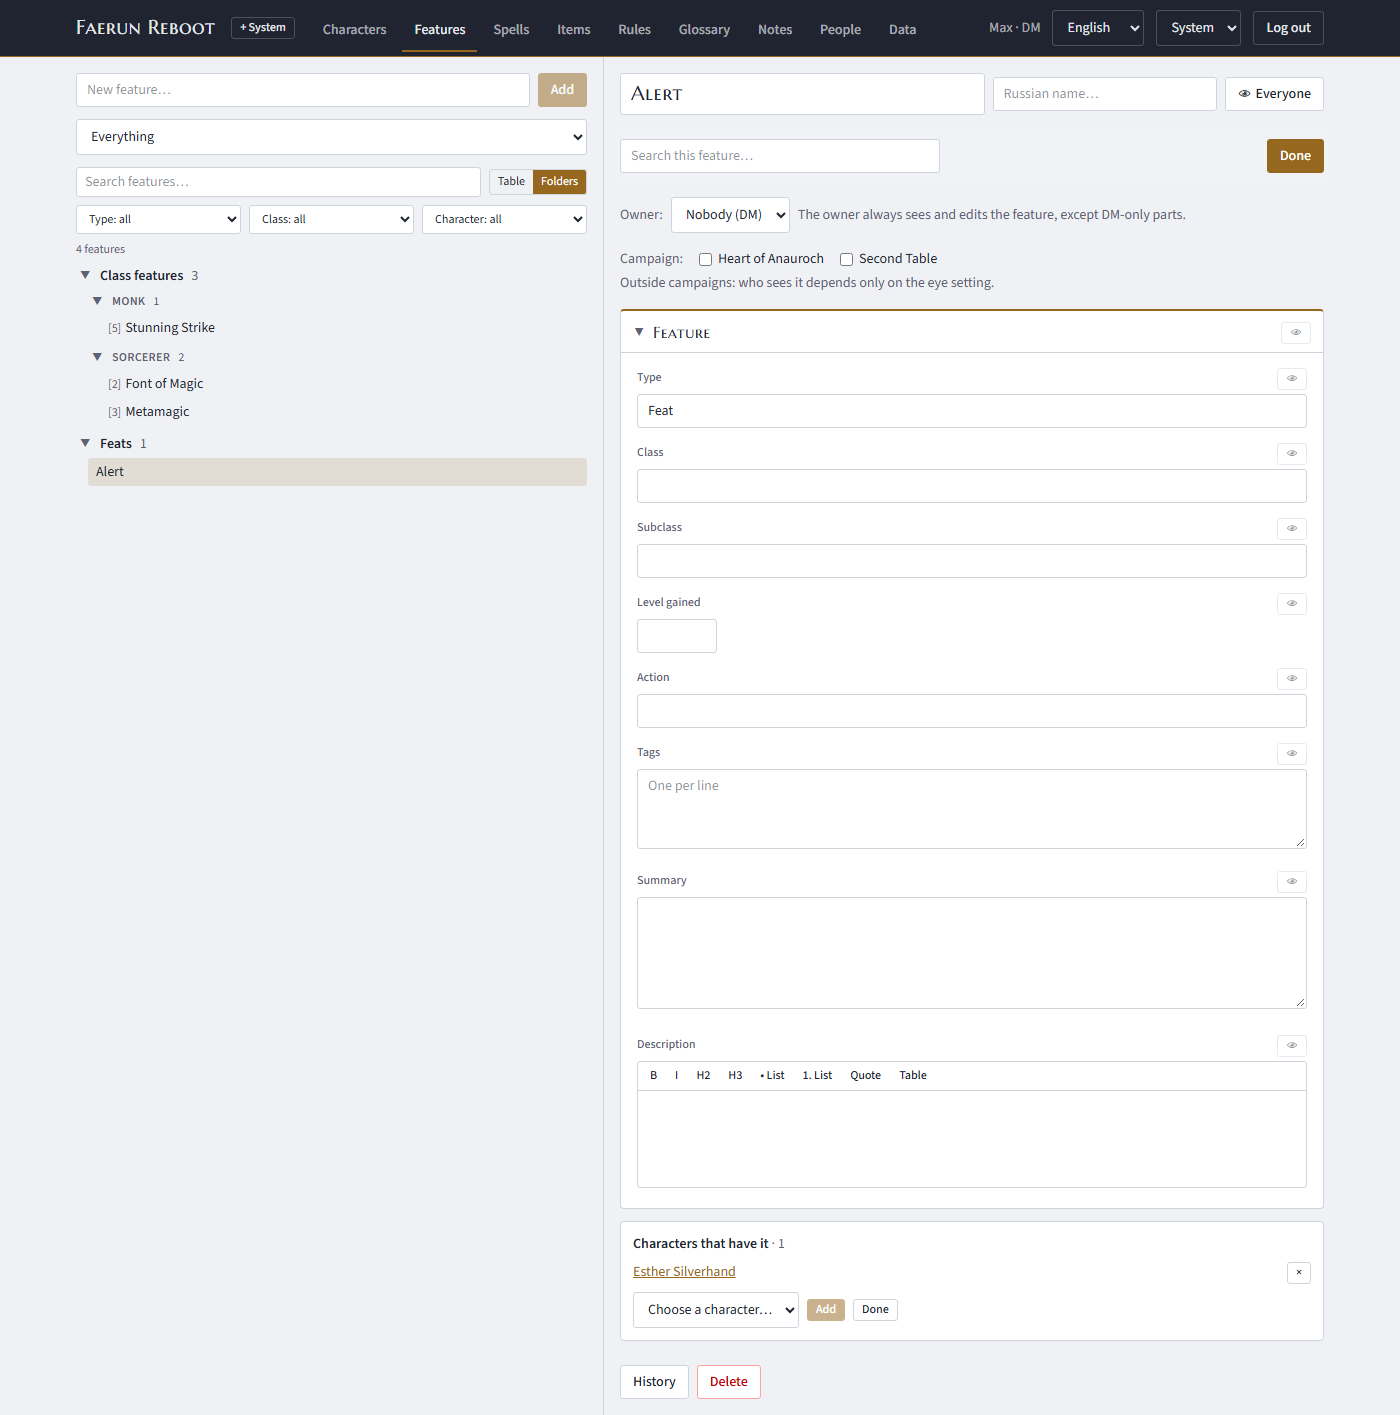 Faerun Reboot
+ System
Characters
Features
Spells
Items
Rules
Glossary
Notes
People
Data
Max · DM
English
System
Log out
New feature…
Add
Everything
Search features…
Table
Folders
Type: all
Class: all
Character: all
4 features
Class features 3
MONK 1
[5] Stunning Strike
SORCERER 2
[2] Font of Magic
[3] Metamagic
Feats 1
Alert
Alert
Russian name…
Everyone
Search this feature…
Done
Owner: Nobody (DM) The owner always sees and edits the feature, except DM-only parts.
Campaign: Heart of Anauroch Second Table
Outside campaigns: who sees it depends only on the eye setting.
Feature
Type
Feat
Class
Subclass
Level gained
Action
Tags
One per line
Summary
Description
B I H2 H3 • List 1. List Quote Table
Characters that have it · 1
Esther Silverhand
×
Choose a character… Add Done
History Delete